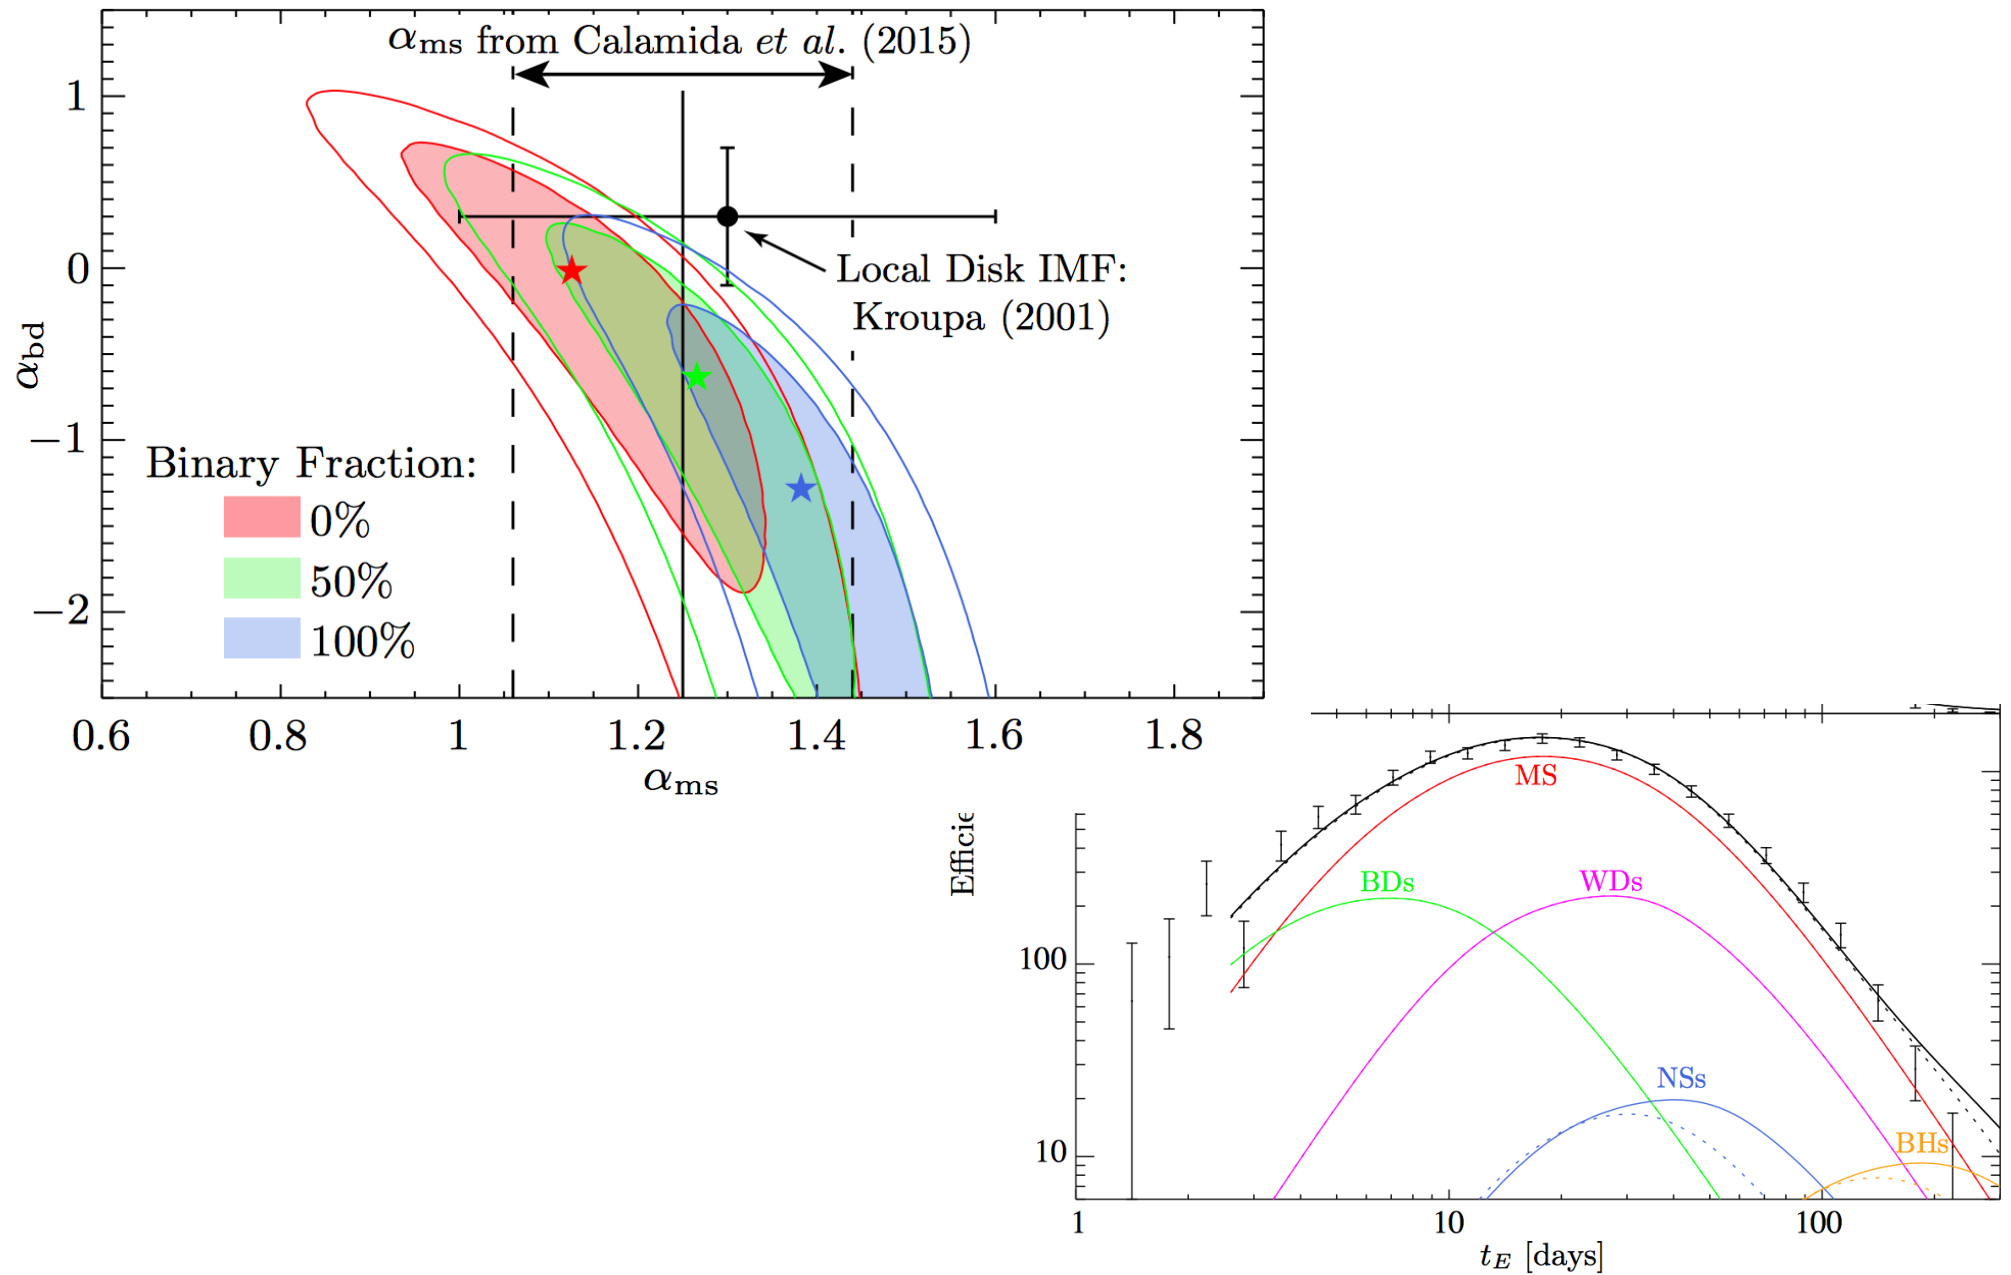 α_ms from Calamida et al. (2015)
1
0
−1
−2
α_bd
Local Disk IMF:
Kroupa (2001)
Binary Fraction:
0%
50%
100%
0.6 0.8 1 1.2 1.4 1.6 1.8
α_ms
MS
BDs
WDs
NSs
BHs
Efficie
100
10
1 10 100
t_E [days]